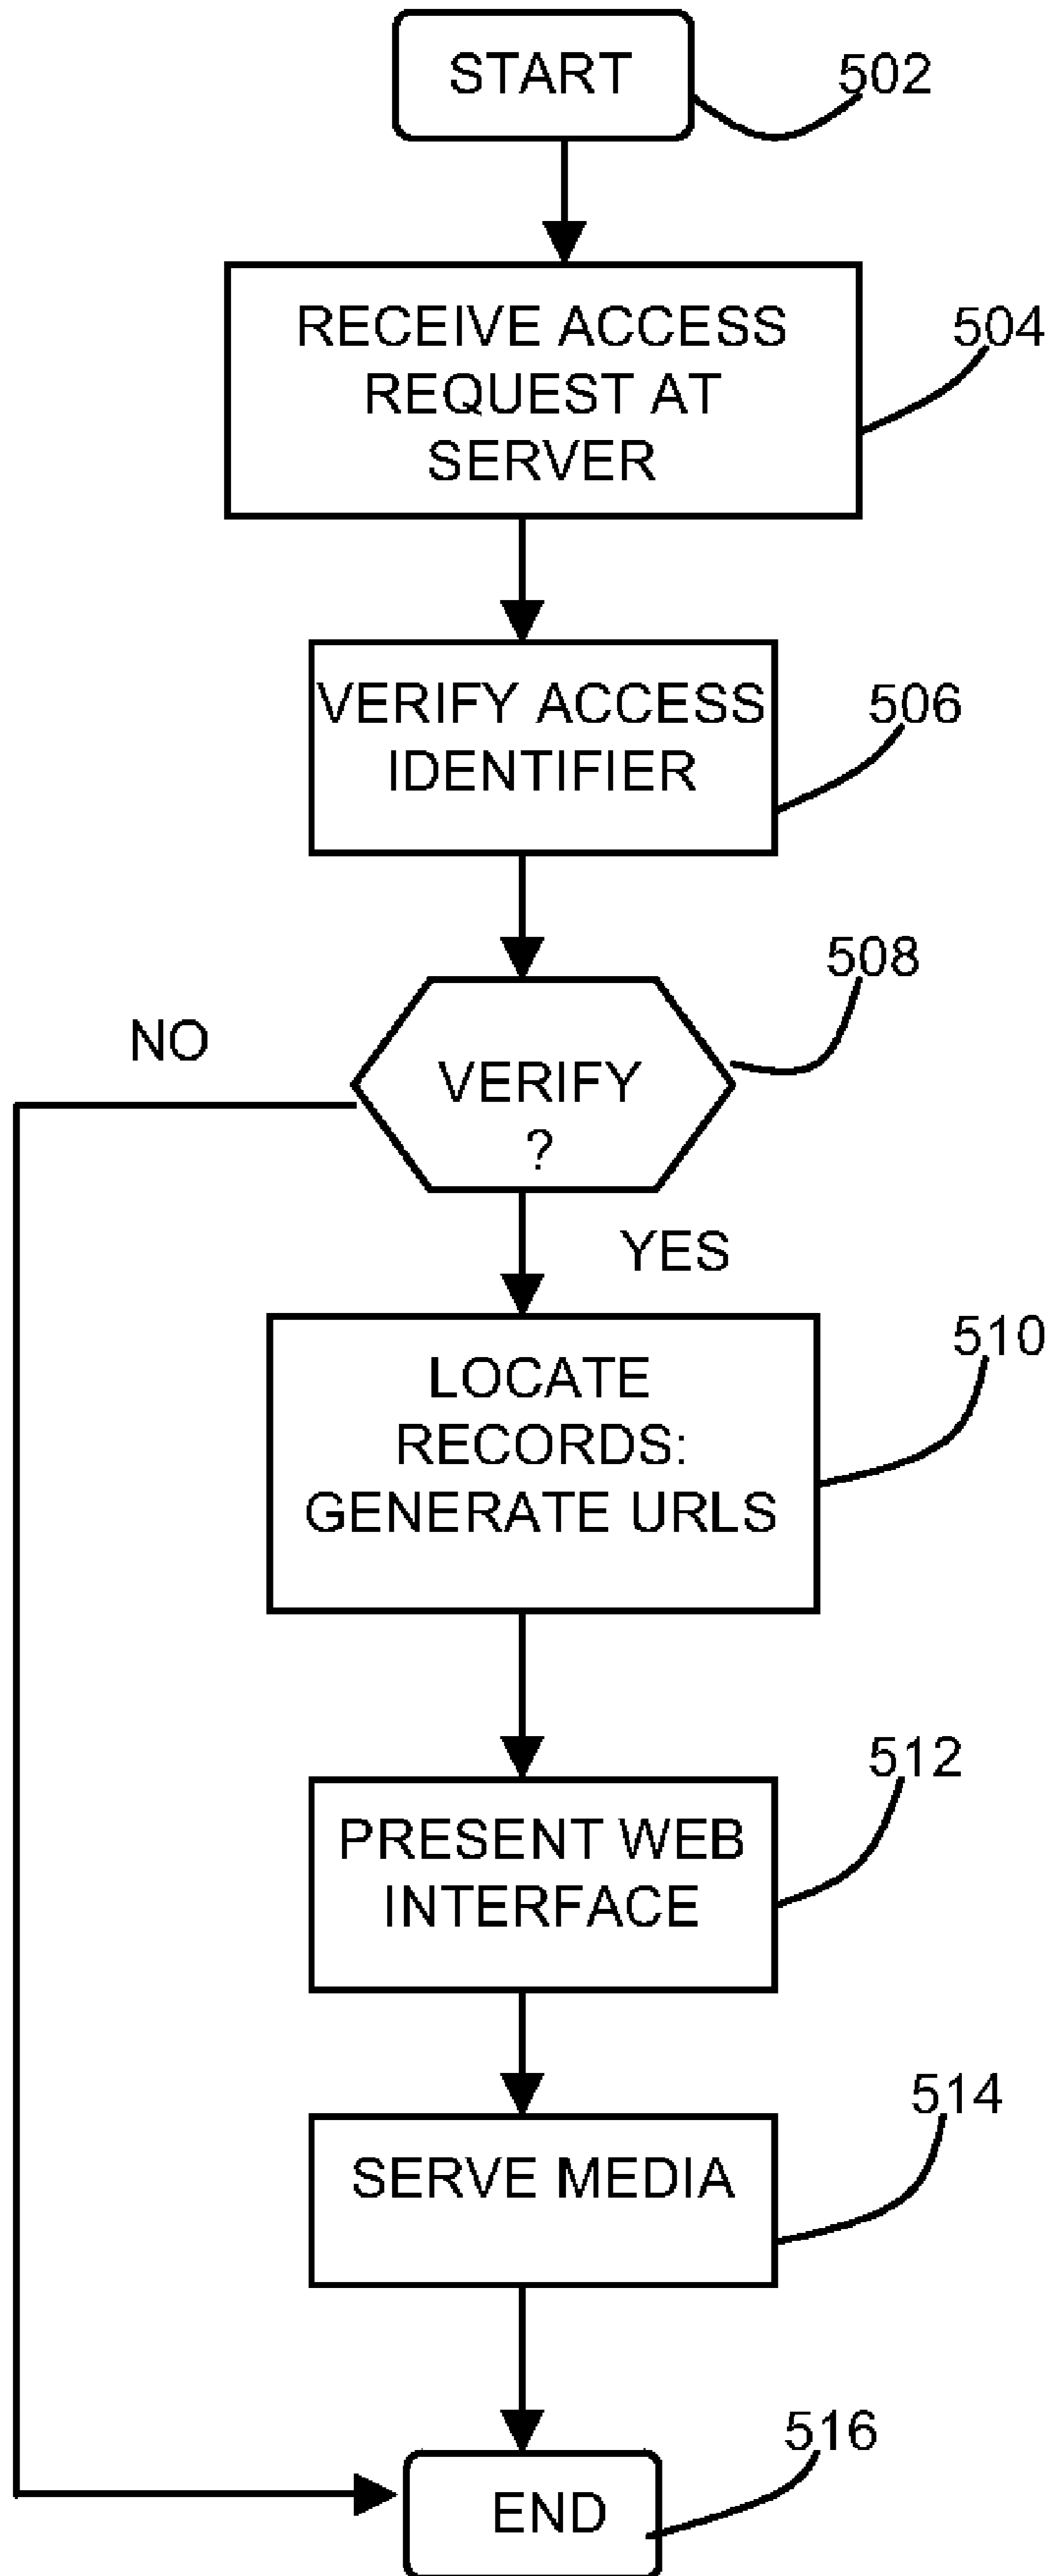 START
502
RECEIVE ACCESS
REQUEST AT
SERVER
504
VERIFY ACCESS
IDENTIFIER
506
508
NO
VERIFY
?
YES
LOCATE
RECORDS:
GENERATE URLS
510
PRESENT WEB
INTERFACE
512
SERVE MEDIA
514
END
516